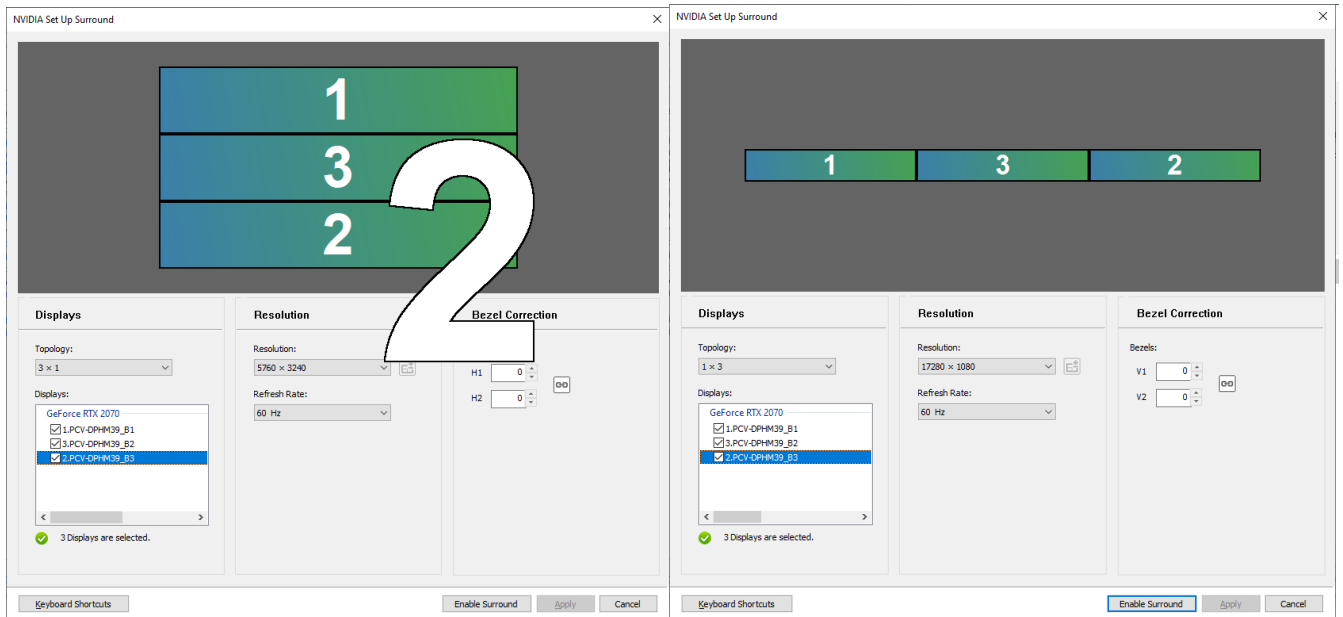 NVIDIA Set Up Surround
1
3
2
2
Displays
Topology:
3 × 1
Displays:
GeForce RTX 2070
1.PCV-DPHM39_B1
3.PCV-DPHM39_B2
2.PCV-DPHM39_B3
3 Displays are selected.
Resolution
Resolution:
5760 × 3240
Refresh Rate:
60 Hz
Bezel Correction
H1 0
H2 0
Keyboard Shortcuts
Enable Surround Apply Cancel
NVIDIA Set Up Surround
1 3 2
Displays
Topology:
1 × 3
Displays:
GeForce RTX 2070
1.PCV-DPHM39_B1
3.PCV-DPHM39_B2
2.PCV-DPHM39_B3
3 Displays are selected.
Resolution
Resolution:
17280 × 1080
Refresh Rate:
60 Hz
Bezel Correction
Bezels:
V1 0
V2 0
Keyboard Shortcuts
Enable Surround Apply Cancel